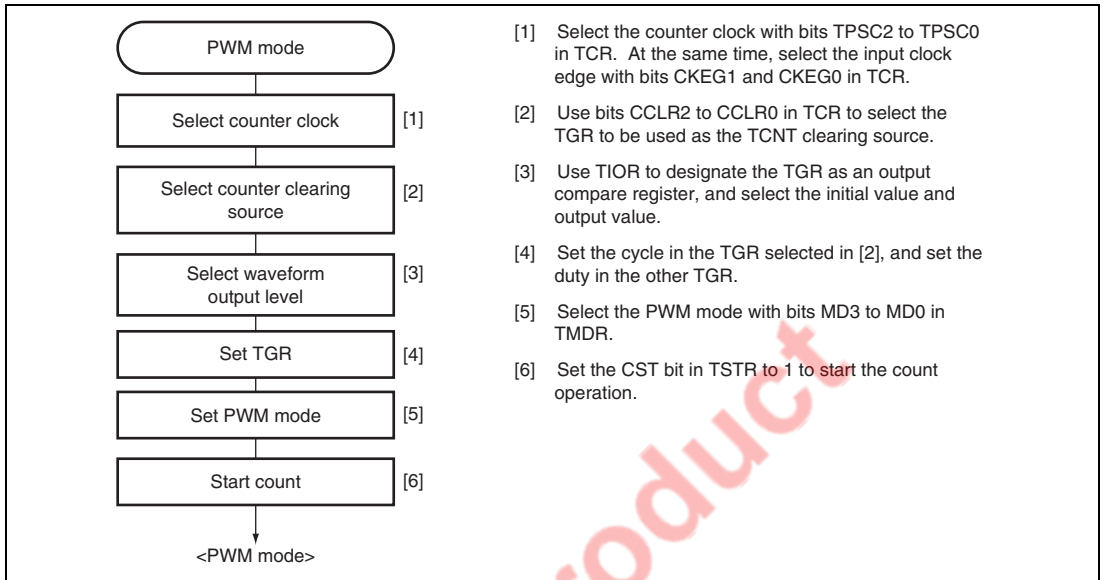 PWM mode
Select counter clock [1]
Select counter clearing
source [2]
Select waveform
output level [3]
Set TGR [4]
Set PWM mode [5]
Start count [6]
<PWM mode>
[1] Select the counter clock with bits TPSC2 to TPSC0
in TCR. At the same time, select the input clock
edge with bits CKEG1 and CKEG0 in TCR.
[2] Use bits CCLR2 to CCLR0 in TCR to select the
TGR to be used as the TCNT clearing source.
[3] Use TIOR to designate the TGR as an output
compare register, and select the initial value and
output value.
[4] Set the cycle in the TGR selected in [2], and set the
duty in the other TGR.
[5] Select the PWM mode with bits MD3 to MD0 in
TMDR.
[6] Set the CST bit in TSTR to 1 to start the count
operation.
roduct